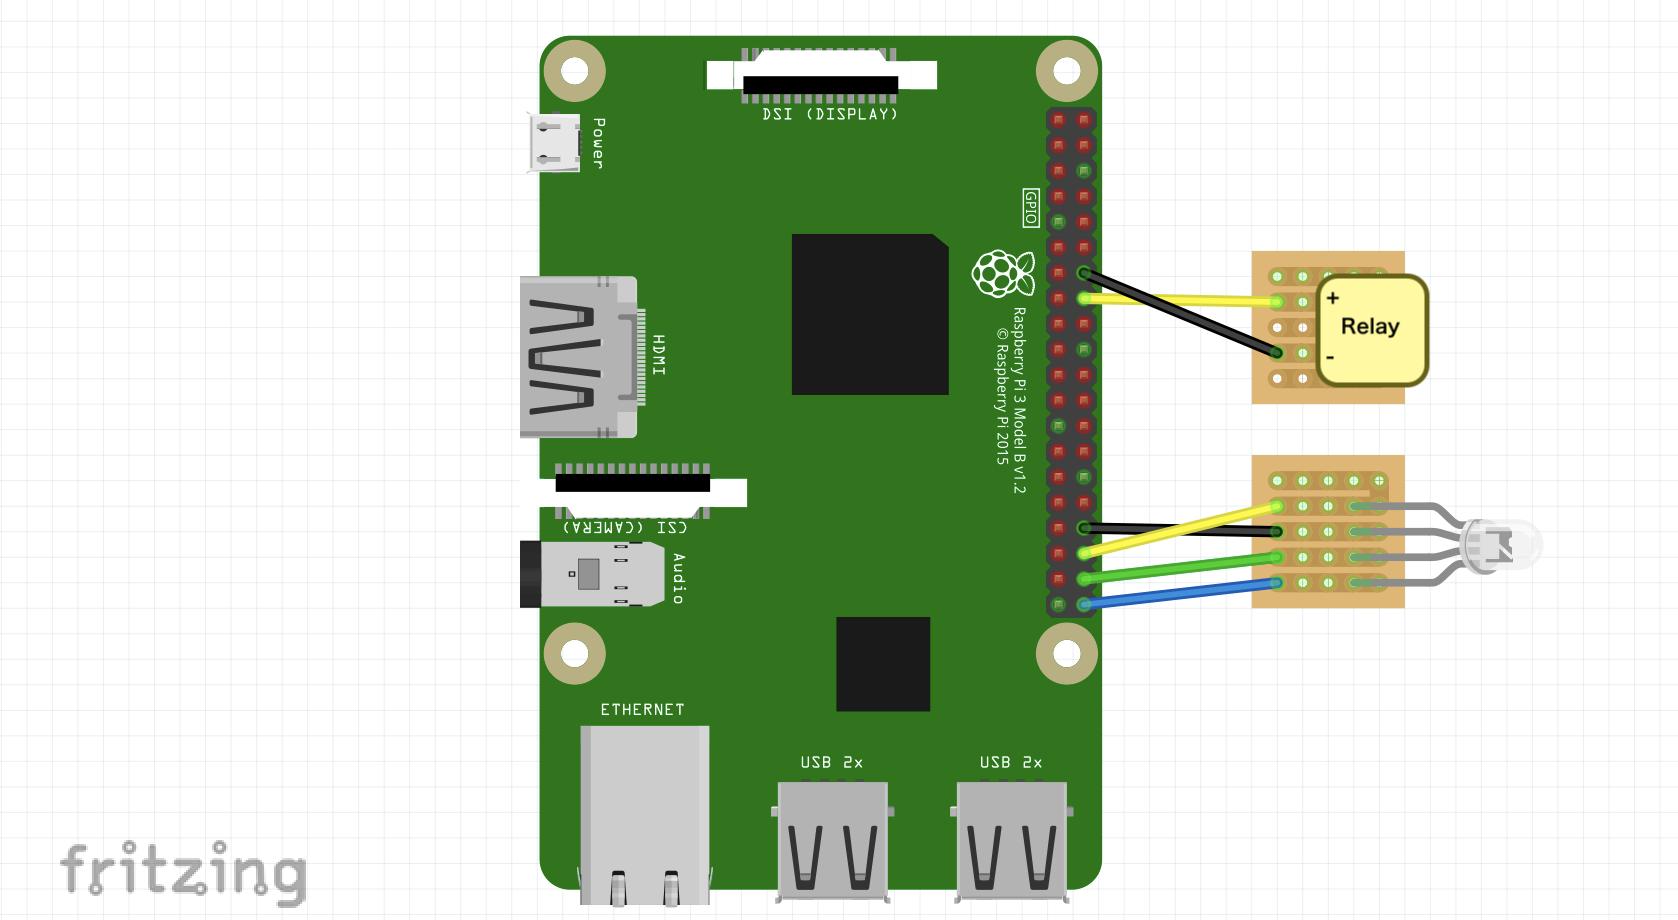 DSI (DISPLAY)
Power
GPIO
HDMI
Raspberry Pi 3 Model B v1.2
© Raspberry Pi 2015
+
Relay
-
CSI (CAMERA)
Audio
ETHERNET
USB 2x
USB 2x
fritzing